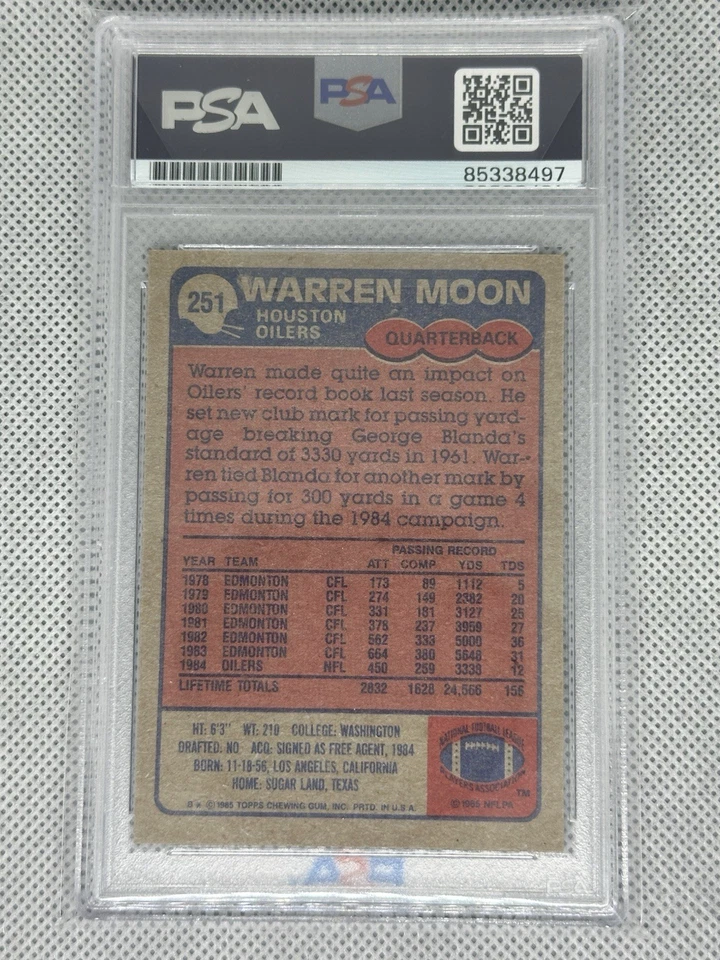 PSA PSA
85338497
251 WARREN MOON
HOUSTON
OILERS QUARTERBACK
Warren made quite an impact on
Oilers' record book last season. He
set new club mark for passing yard-
age breaking George Blanda's
standard of 3330 yards in 1961. War-
ren tied Blanda for another mark by
passing for 300 yards in a game 4
times during the 1984 campaign.
PASSING RECORD
YEAR TEAM ATT COMP YDS TDS
1978 EDMONTON CFL 173 89 1112 5
1979 EDMONTON CFL 274 149 2382 20
1980 EDMONTON CFL 331 181 3127 25
1981 EDMONTON CFL 378 237 3959 27
1982 EDMONTON CFL 562 333 5000 36
1983 EDMONTON CFL 664 380 5648 31
1984 OILERS NFL 450 259 3338 12
LIFETIME TOTALS 2832 1628 24,566 156
HT: 6'3" WT: 210 COLLEGE: WASHINGTON
DRAFTED: NO. ACQ: SIGNED AS FREE AGENT, 1984
BORN: 11-18-56, LOS ANGELES, CALIFORNIA
HOME: SUGAR LAND, TEXAS
© 1985 TOPPS CHEWING GUM, INC. PRTD. IN U.S.A.
NATIONAL FOOTBALL LEAGUE
PLAYERS ASSOCIATION
TM
© 1985 NFLPA
PSA